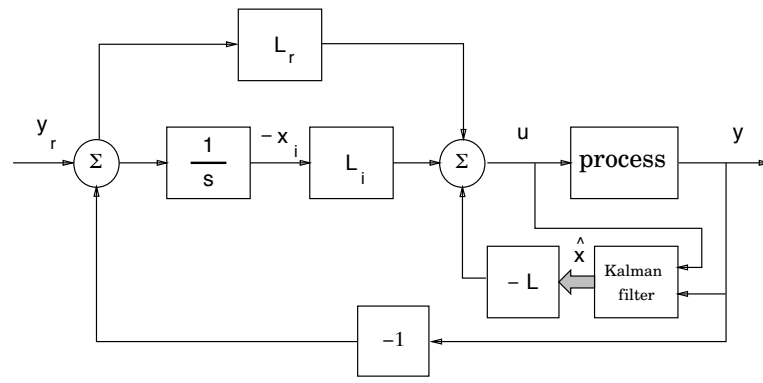 L_r
y_r
Σ
1
s
− x_i
L_i
Σ
u
process
y
− L
x̂
Kalman
filter
−1